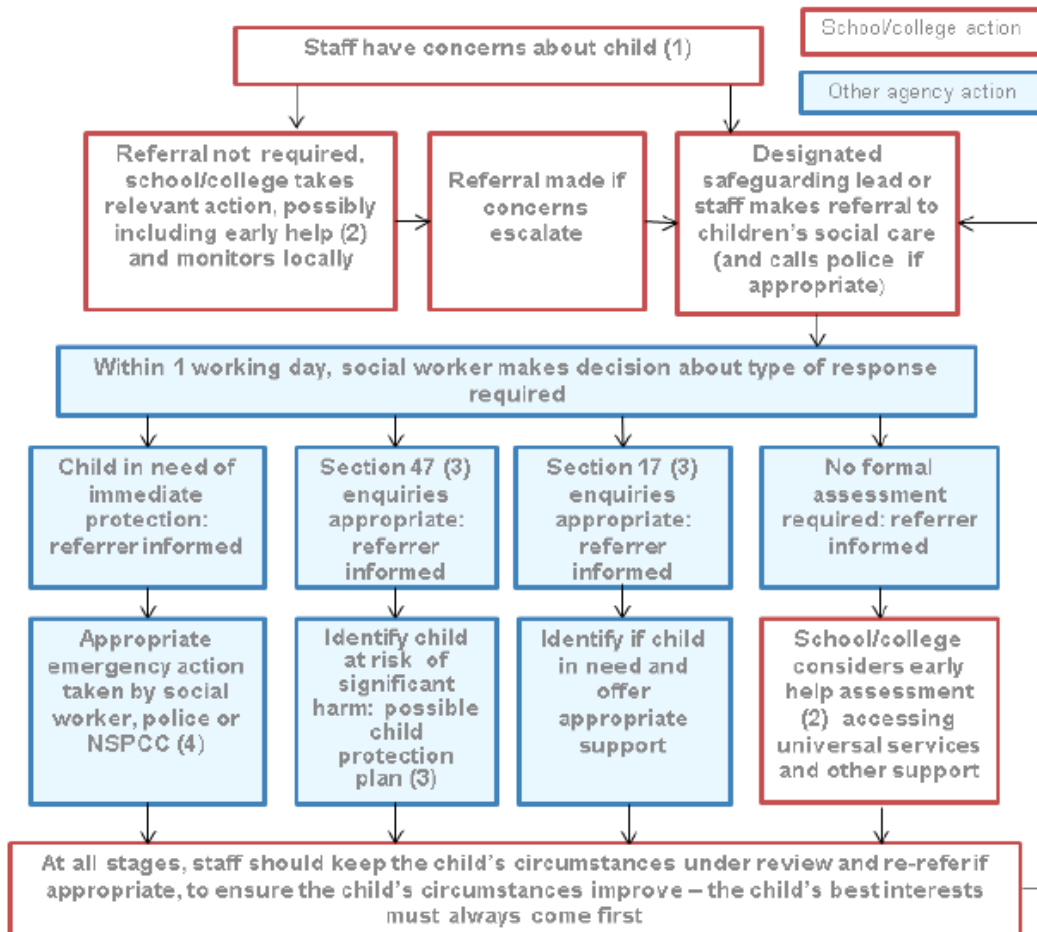 Staff have concerns about child (1)
School/college action
Other agency action
Referral not required,
school/college takes
relevant action, possibly
including early help (2)
and monitors locally
Referral made if
concerns
escalate
Designated
safeguarding lead or
staff makes referral to
children's social care
(and calls police if
appropriate)
Within 1 working day, social worker makes decision about type of response
required
Child in need of
immediate
protection:
referrer informed
Section 47 (3)
enquiries
appropriate:
referrer
informed
Section 17 (3)
enquiries
appropriate:
referrer
informed
No formal
assessment
required: referrer
informed
Appropriate
emergency action
taken by social
worker, police or
NSPCC (4)
Identify child
at risk of
significant
harm: possible
child
protection
plan (3)
Identify if child
in need and
offer
appropriate
support
School/college
considers early
help assessment
(2) accessing
universal services
and other support
At all stages, staff should keep the child's circumstances under review and re-refer if
appropriate, to ensure the child's circumstances improve – the child's best interests
must always come first